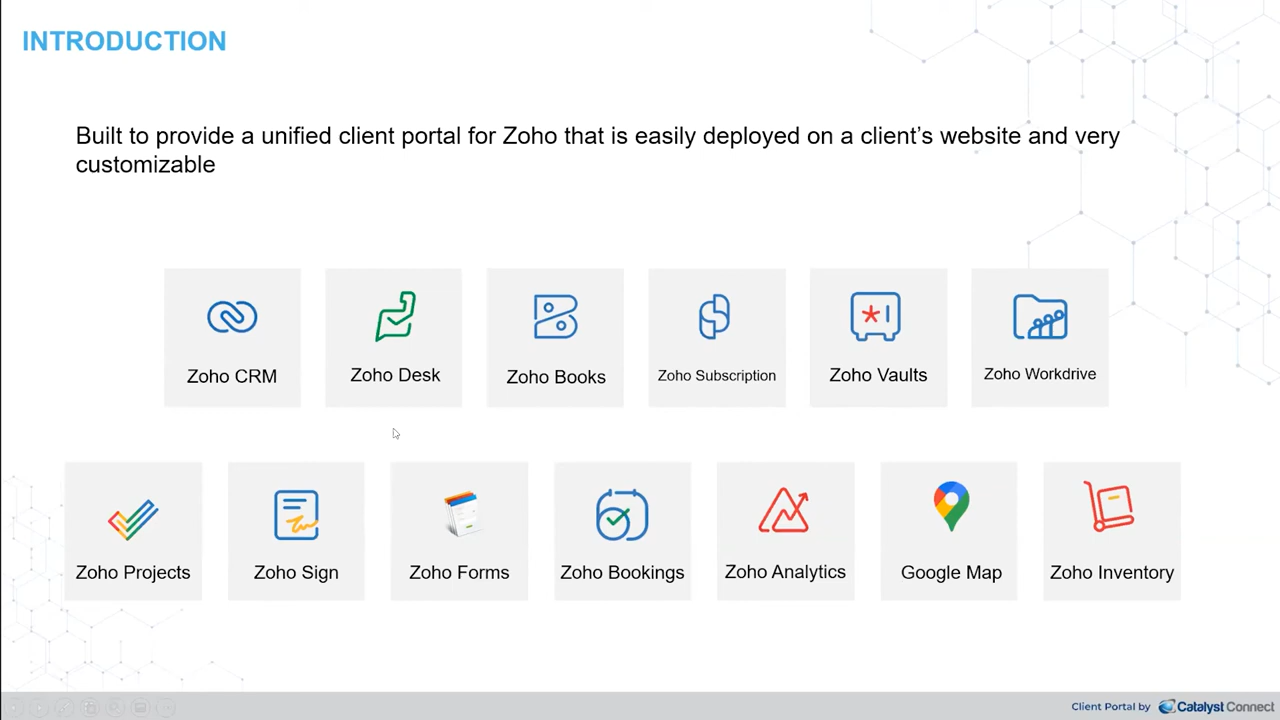 INTRODUCTION
Built to provide a unified client portal for Zoho that is easily deployed on a client’s website and very
customizable
Zoho CRM
Zoho Desk
Zoho Books
Zoho Subscription
Zoho Vaults
Zoho Workdrive
Zoho Projects
Zoho Sign
Zoho Forms
Zoho Bookings
Zoho Analytics
Google Map
Zoho Inventory
Client Portal by Catalyst Connect